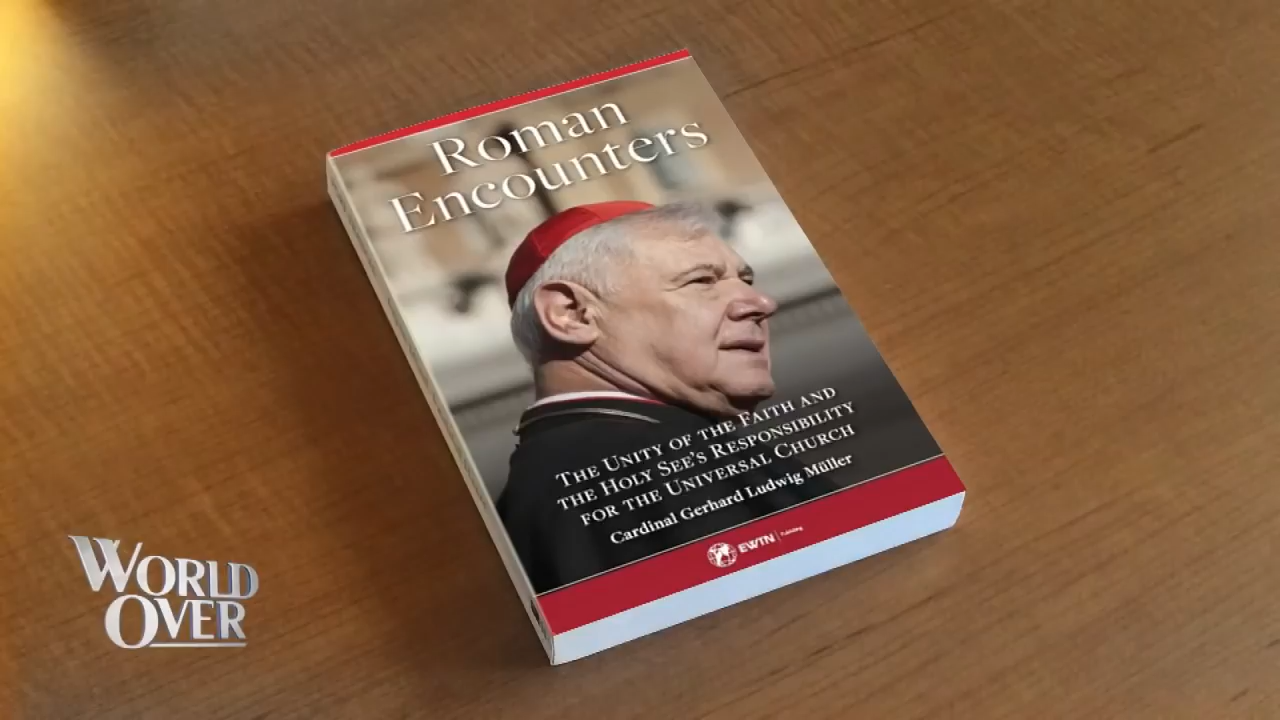 Roman
Encounters
The Unity of the Faith and
the Holy See's Responsibility
for the Universal Church
Cardinal Gerhard Ludwig Müller
EWTN Publishing
WORLD
OVER